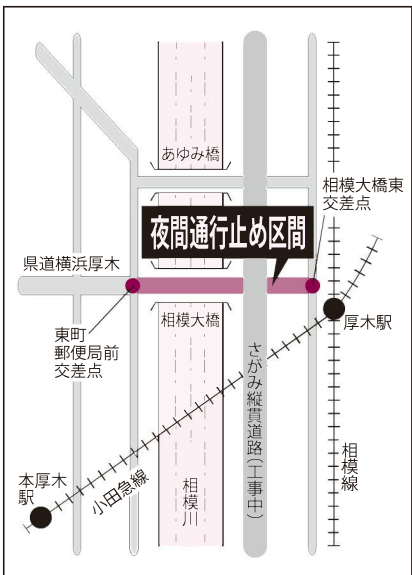 あゆみ橋
相模大橋東
交差点
夜間通行止め区間
県道横浜厚木
相模大橋
東町
郵便局前
交差点
厚木駅
さがみ縦貫道路(工事中)
相模線
本厚木
駅
小田急線
相模川